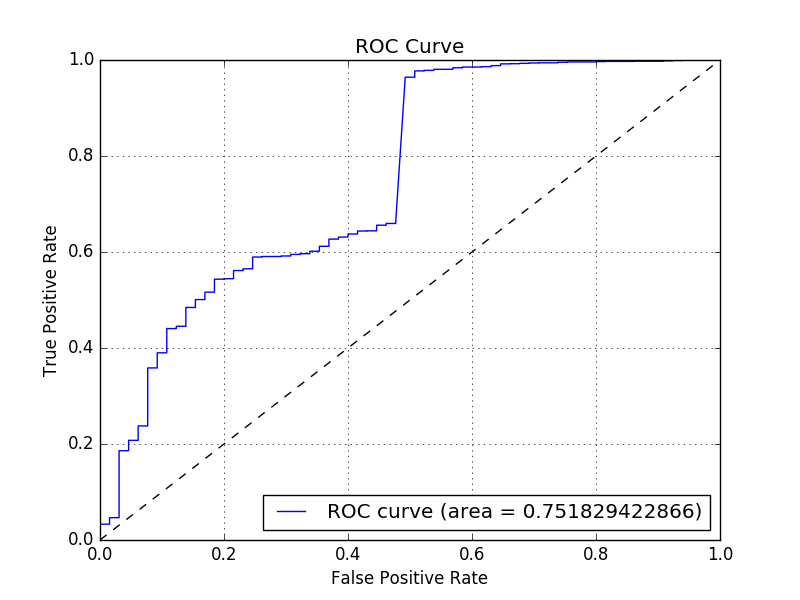 ROC Curve
1.0
0.8
0.6
0.4
0.2
0.0
True Positive Rate
ROC curve (area = 0.751829422866)
0.0 0.2 0.4 0.6 0.8 1.0
False Positive Rate